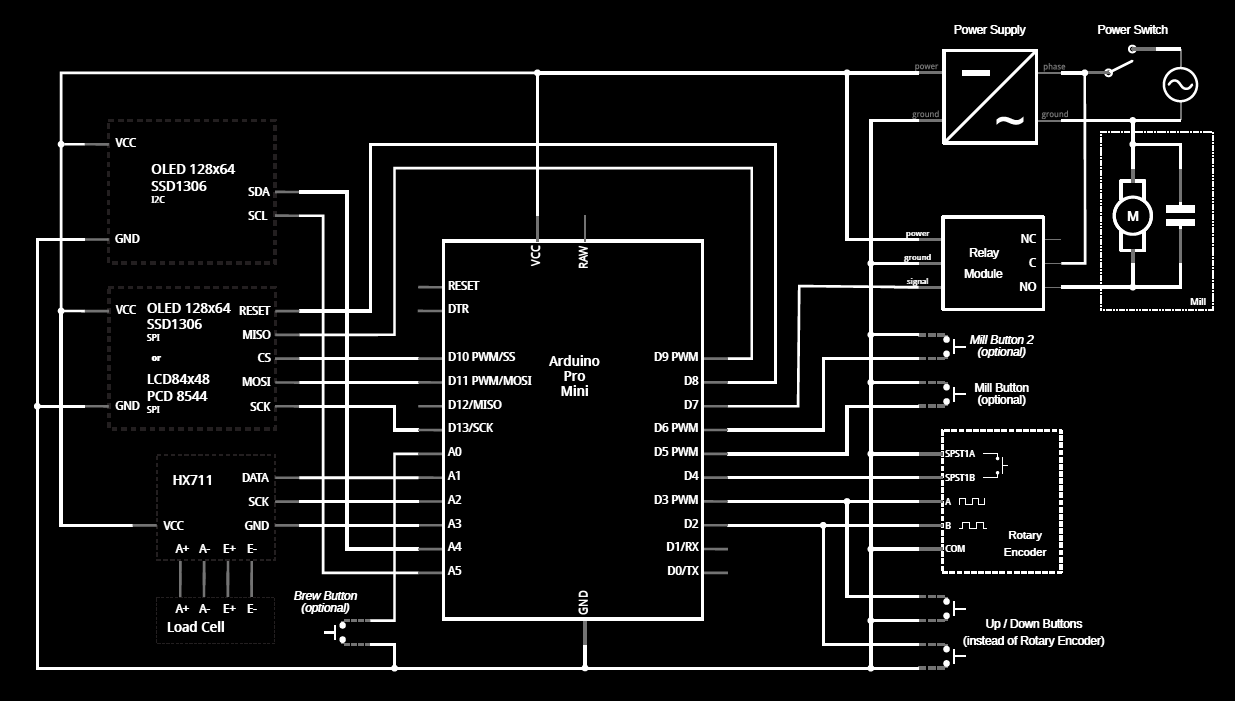 Power Supply
Power Switch
power
phase
ground
ground
VCC
OLED 128x64
SSD1306
I2C
SDA
SCL
GND
VCC
RAW
power
ground
signal
Relay
Module
NC
C
NO
M
Mill
RESET
DTR
VCC
OLED 128x64
SSD1306
SPI
or
LCD84x48
PCD 8544
SPI
GND
RESET
MISO
CS
MOSI
SCK
Arduino
Pro
Mini
D10 PWM/SS
D11 PWM/MOSI
D12/MISO
D13/SCK
A0
A1
A2
A3
A4
A5
D9 PWM
D8
D7
D6 PWM
D5 PWM
D4
D3 PWM
D2
D1/RX
D0/TX
GND
Mill Button 2
(optional)
Mill Button
(optional)
SPST1A
SPST1B
A
B
COM
Rotary
Encoder
HX711
DATA
SCK
VCC
GND
A+ A- E+ E-
A+ A- E+ E-
Load Cell
Brew Button
(optional)
Up / Down Buttons
(instead of Rotary Encoder)